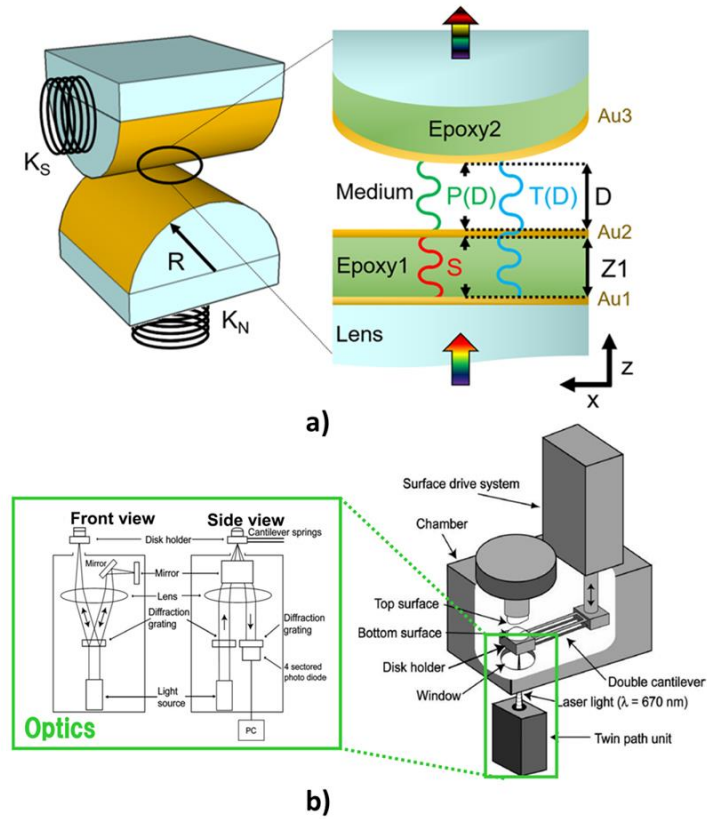 K_S
R
K_N
Epoxy2
Au3
Medium
P(D)
T(D)
D
Au2
Epoxy1
S
Z1
Au1
Lens
z
x
a)
Front view
Side view
Cantilever springs
Disk holder
Mirror
Mirror
Lens
Diffraction
grating
Diffraction
grating
4 sectored
photo diode
Light
source
PC
Optics
Surface drive system
Chamber
Top surface
Bottom surface
Disk holder
Window
Double cantilever
Laser light (λ = 670 nm)
Twin path unit
b)